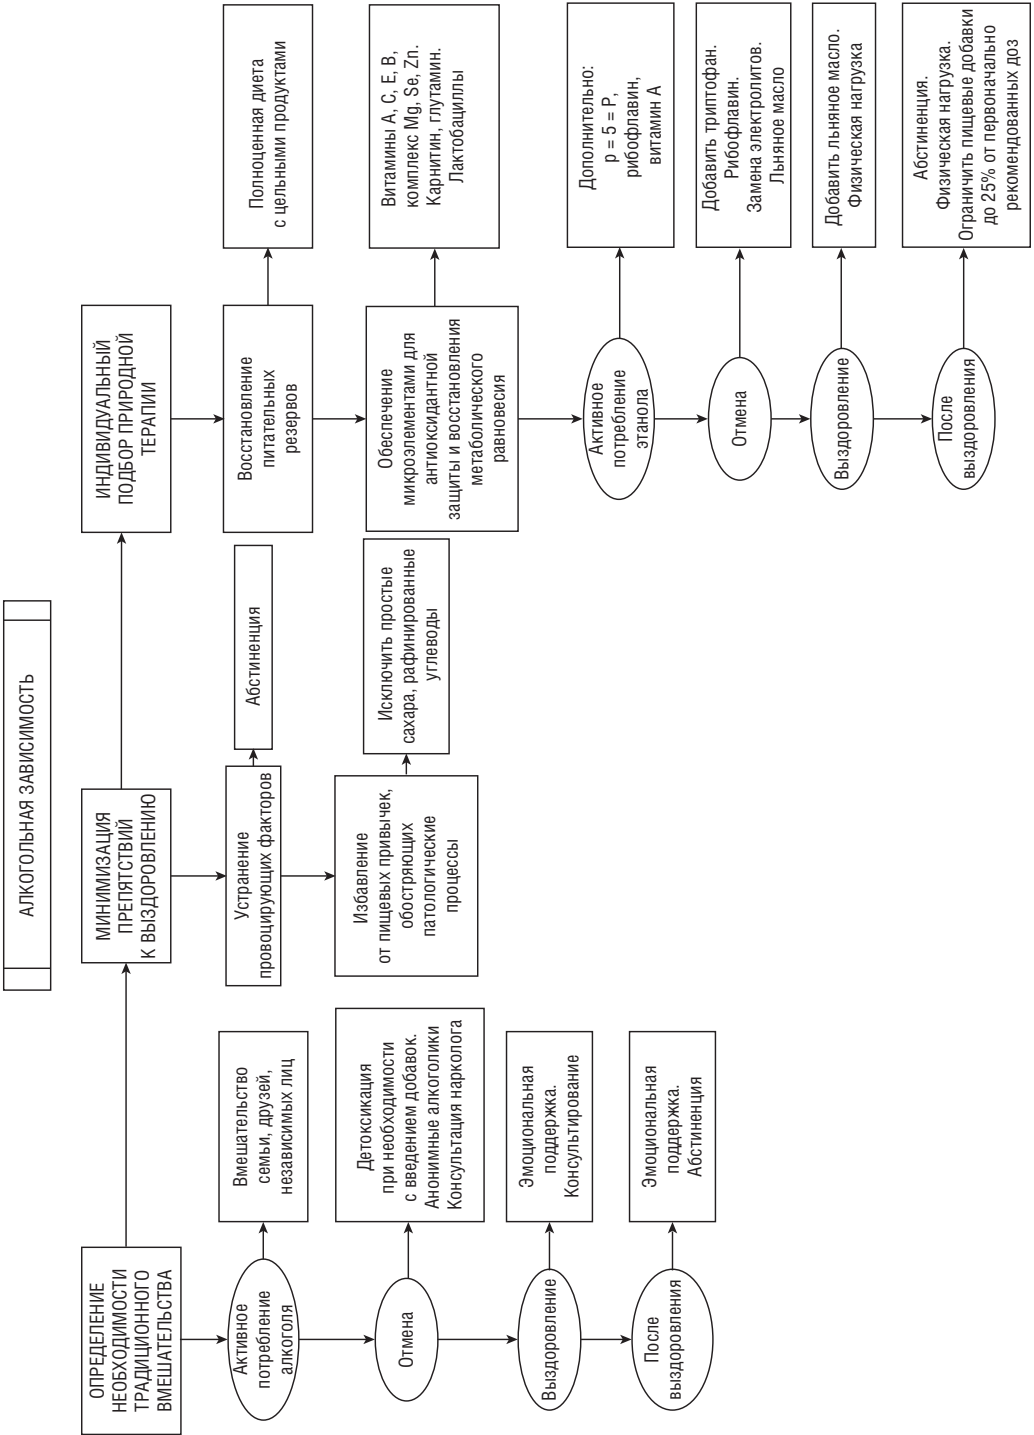 АЛКОГОЛЬНАЯ ЗАВИСИМОСТЬ
ОПРЕДЕЛЕНИЕ
НЕОБХОДИМОСТИ
ТРАДИЦИОННОГО
ВМЕШАТЕЛЬСТВА
Активное
потребление
алкоголя
Вмешательство
семьи, друзей,
независимых лиц
Отмена
Детоксикация
при необходимости
с введением добавок.
Анонимные алкоголики
Консультация нарколога
Выздоровление
Эмоциональная
поддержка.
Консультирование
После
выздоровления
Эмоциональная
поддержка.
Абстиненция
МИНИМИЗАЦИЯ
ПРЕПЯТСТВИЙ
К ВЫЗДОРОВЛЕНИЮ
Устранение
провоцирующих факторов
Абстиненция
Избавление
от пищевых привычек,
обостряющих
патологические
процессы
Исключить простые
сахара, рафинированные
углеводы
ИНДИВИДУАЛЬНЫЙ
ПОДБОР ПРИРОДНОЙ
ТЕРАПИИ
Восстановление
питательных
резервов
Полноценная диета
с цельными продуктами
Обеспечение
микроэлементами для
антиоксидантной
защиты и восстановления
метаболического
равновесия
Витамины A, C, E, B,
комплекс Mg, Se, Zn.
Карнитин, глутамин.
Лактобациллы
Активное
потребление
этанола
Дополнительно:
p = 5 = P,
рибофлавин,
витамин А
Отмена
Добавить триптофан.
Рибофлавин.
Замена электролитов.
Льняное масло
Выздоровление
Добавить льняное масло.
Физическая нагрузка
После
выздоровления
Абстиненция.
Физическая нагрузка.
Ограничить пищевые добавки
до 25% от первоначально
рекомендованных доз